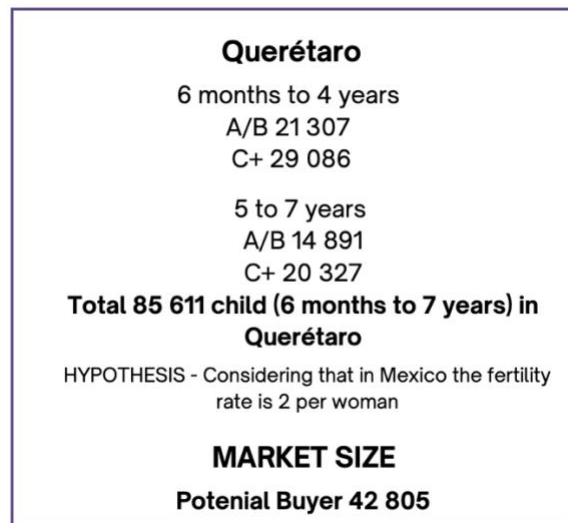 Querétaro
6 months to 4 years
A/B 21 307
C+ 29 086
5 to 7 years
A/B 14 891
C+ 20 327
Total 85 611 child (6 months to 7 years) in
Querétaro
HYPOTHESIS - Considering that in Mexico the fertility
rate is 2 per woman
MARKET SIZE
Potenial Buyer 42 805